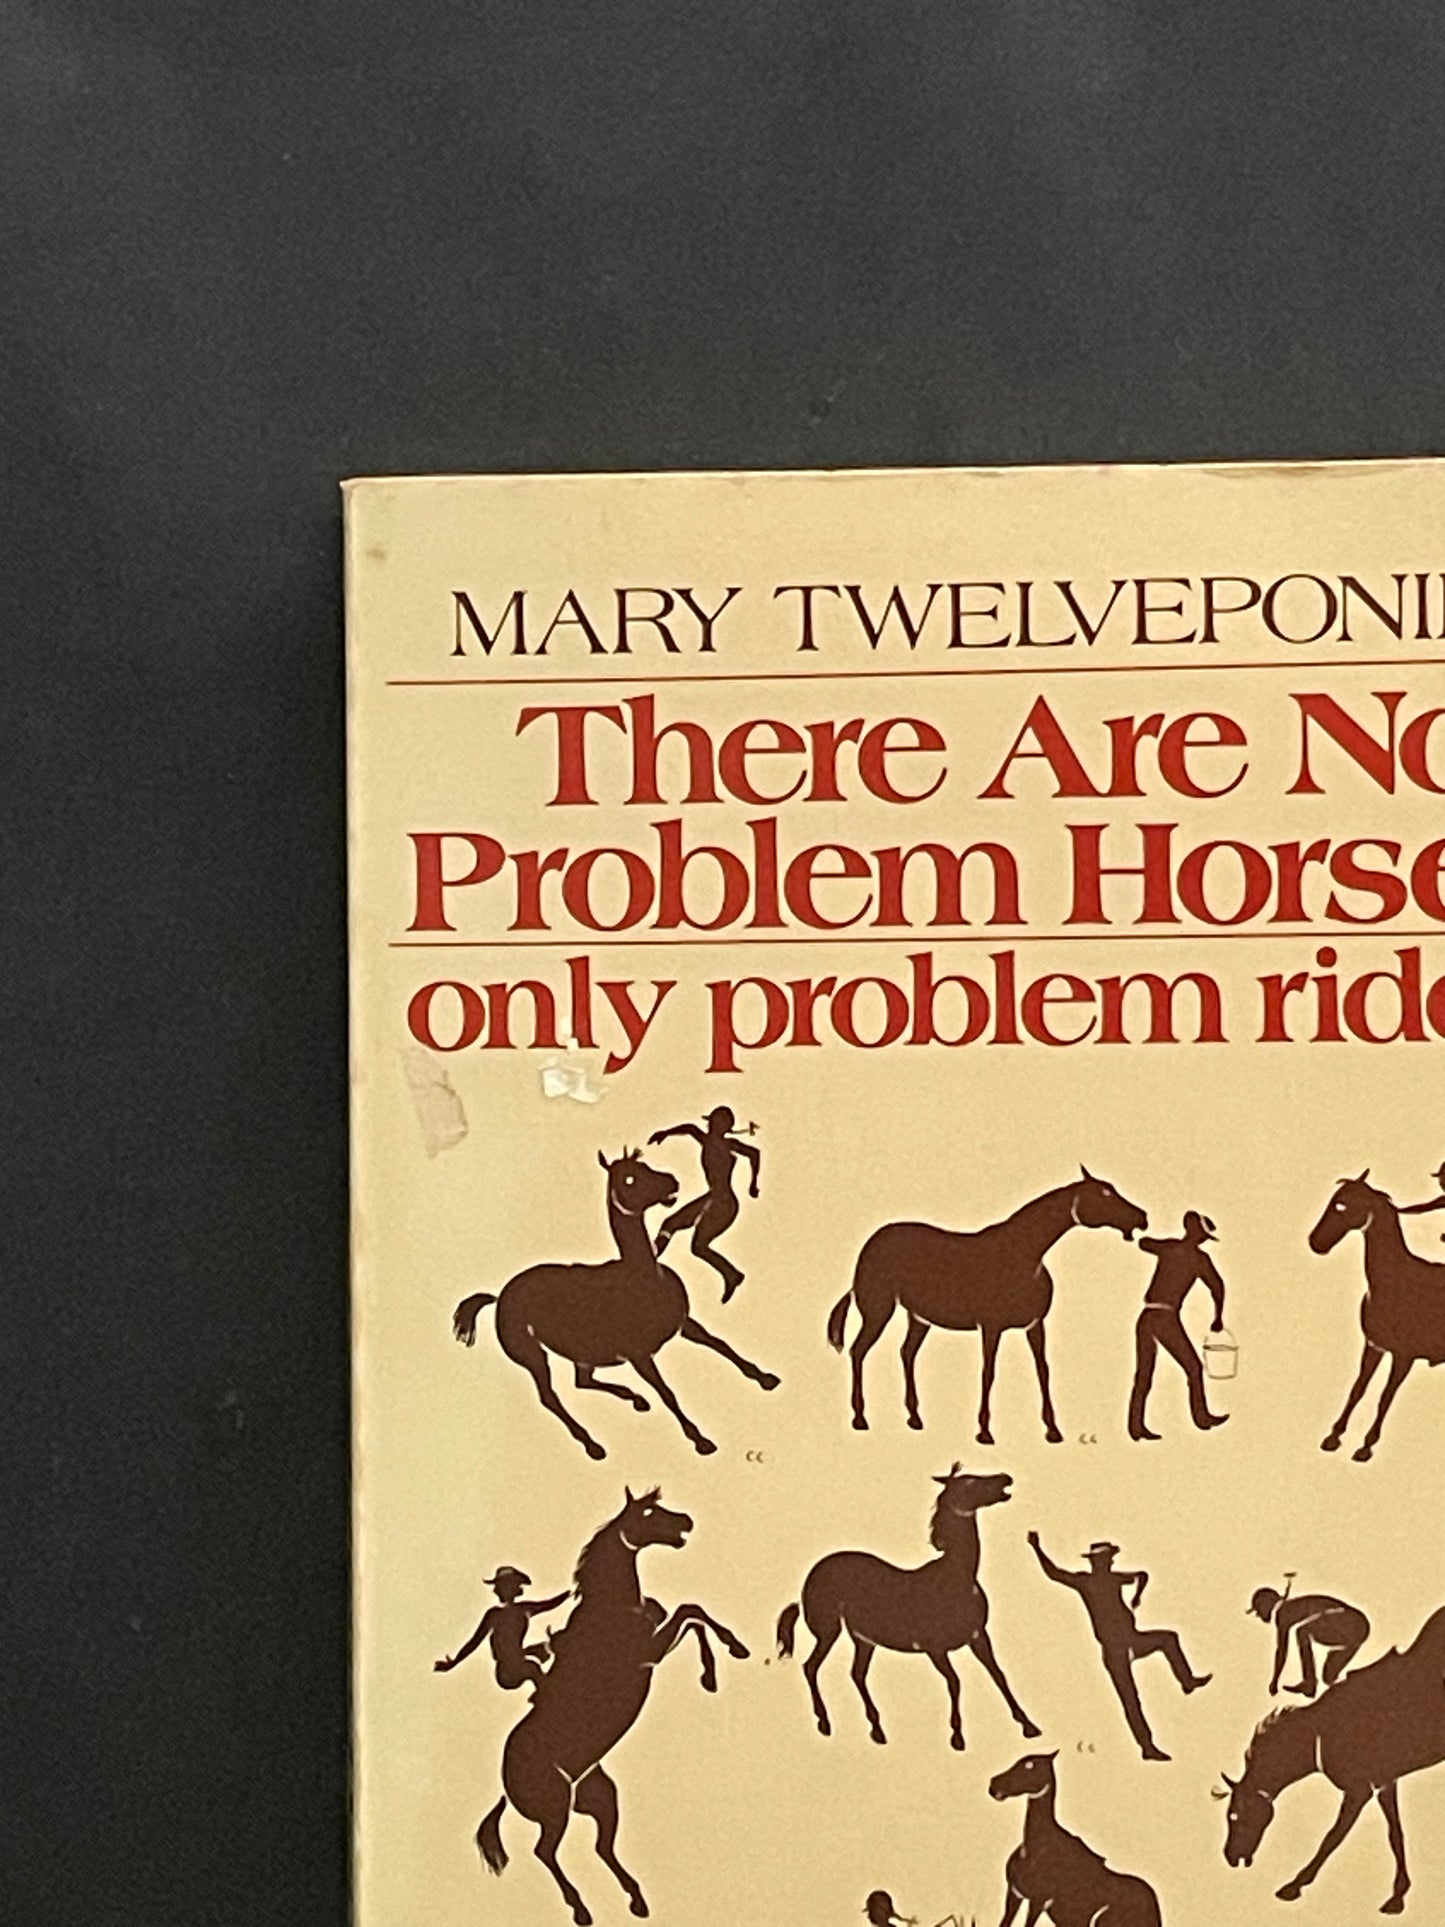 MARY TWELVEPONI
There Are No
Problem Horse
only problem ride